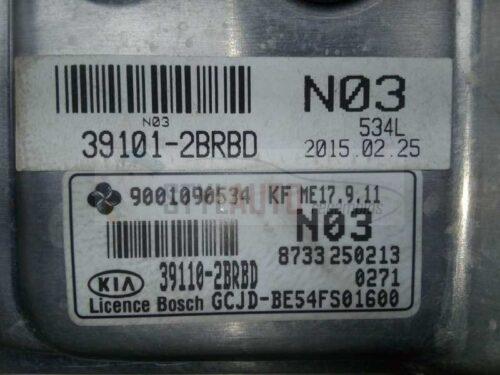 N03
N03
534L
39101-2BRBD
2015.02.25
9001090534 KF ME17.9.11
N03
8733 250213
39110-2BRBD
0271
KIA
Licence Bosch GCJD-BE54FS01600